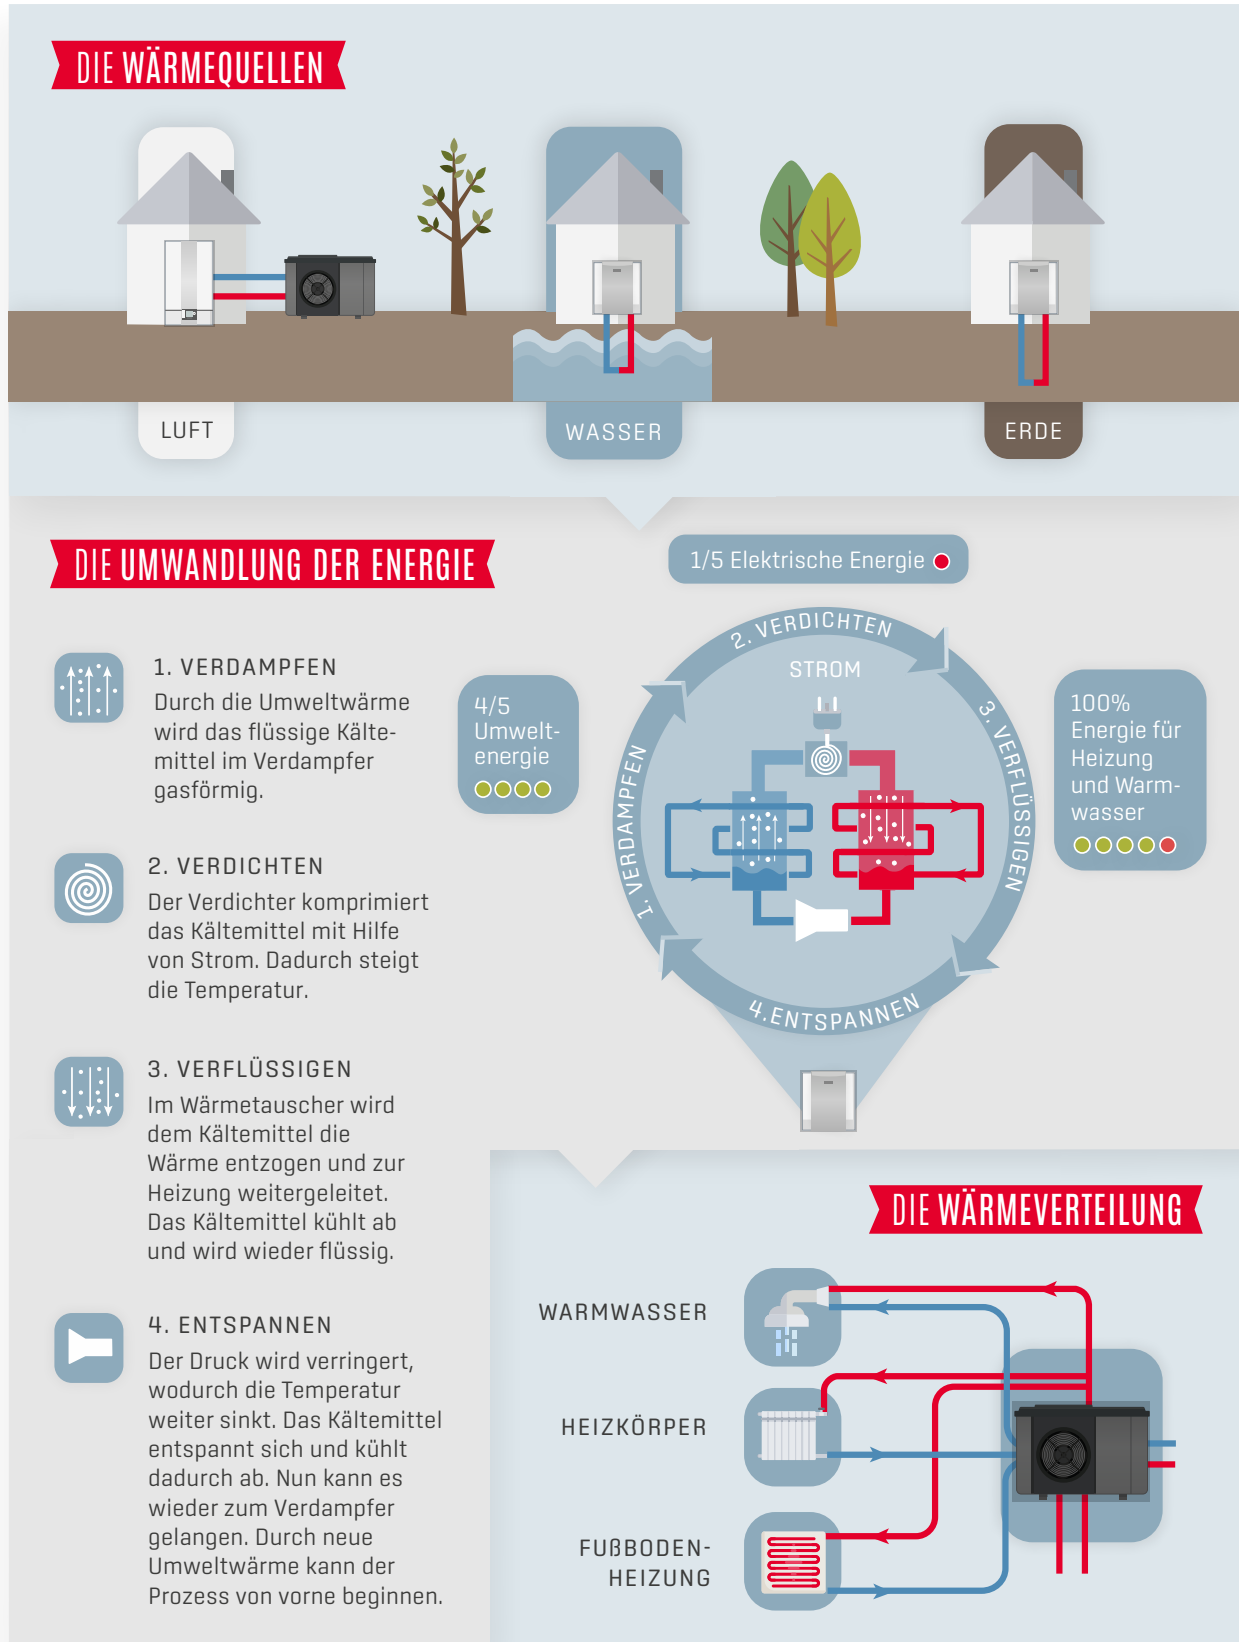 DIE WÄRMEQUELLEN
LUFT
WASSER
ERDE
DIE UMWANDLUNG DER ENERGIE
1. VERDAMPFEN
Durch die Umweltwärme
wird das flüssige Kälte-
mittel im Verdampfer
gasförmig.
2. VERDICHTEN
Der Verdichter komprimiert
das Kältemittel mit Hilfe
von Strom. Dadurch steigt
die Temperatur.
3. VERFLÜSSIGEN
Im Wärmetauscher wird
dem Kältemittel die
Wärme entzogen und zur
Heizung weitergeleitet.
Das Kältemittel kühlt ab
und wird wieder flüssig.
4. ENTSPANNEN
Der Druck wird verringert,
wodurch die Temperatur
weiter sinkt. Das Kältemittel
entspannt sich und kühlt
dadurch ab. Nun kann es
wieder zum Verdampfer
gelangen. Durch neue
Umweltwärme kann der
Prozess von vorne beginnen.
1/5 Elektrische Energie
4/5
Umwelt-
energie
1. VERDAMPFEN
2. VERDICHTEN
3. VERFLÜSSIGEN
4. ENTSPANNEN
STROM
100%
Energie für
Heizung
und Warm-
wasser
DIE WÄRMEVERTEILUNG
WARMWASSER
HEIZKÖRPER
FUßBODEN-
HEIZUNG